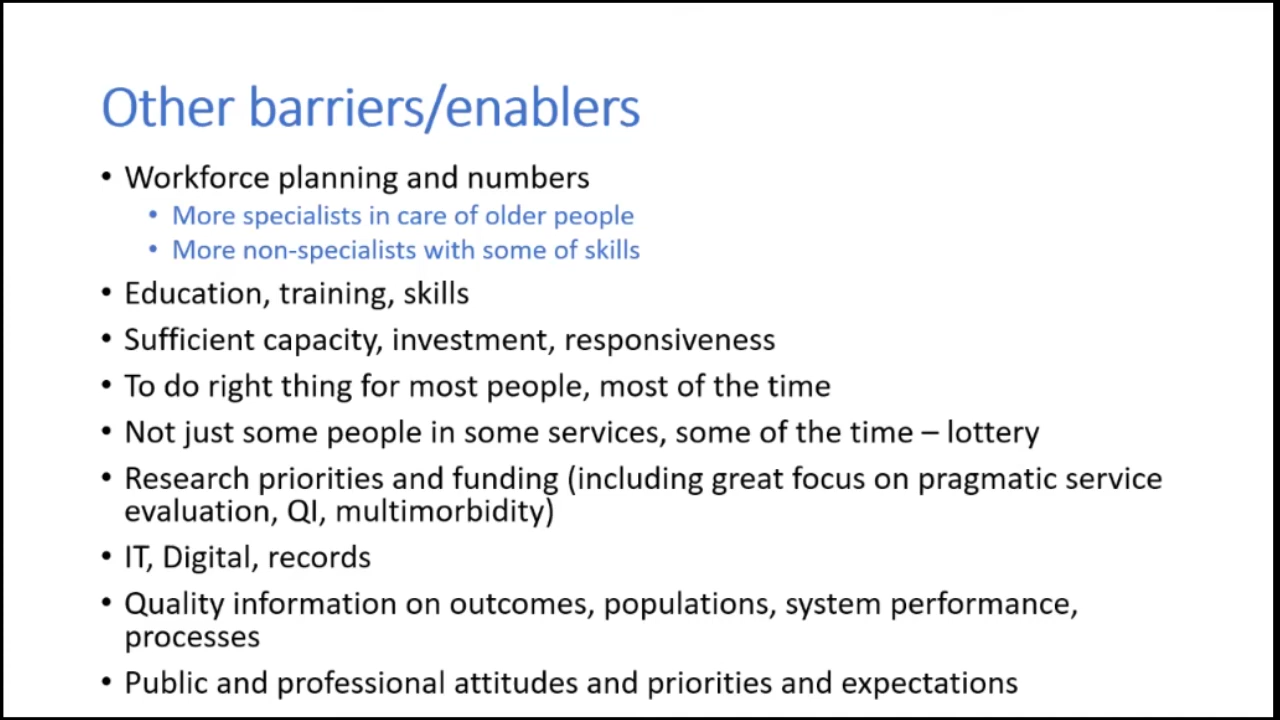 Other barriers/enablers
• Workforce planning and numbers
• More specialists in care of older people
• More non-specialists with some of skills
• Education, training, skills
• Sufficient capacity, investment, responsiveness
• To do right thing for most people, most of the time
• Not just some people in some services, some of the time – lottery
• Research priorities and funding (including great focus on pragmatic service
evaluation, QI, multimorbidity)
• IT, Digital, records
• Quality information on outcomes, populations, system performance,
processes
• Public and professional attitudes and priorities and expectations